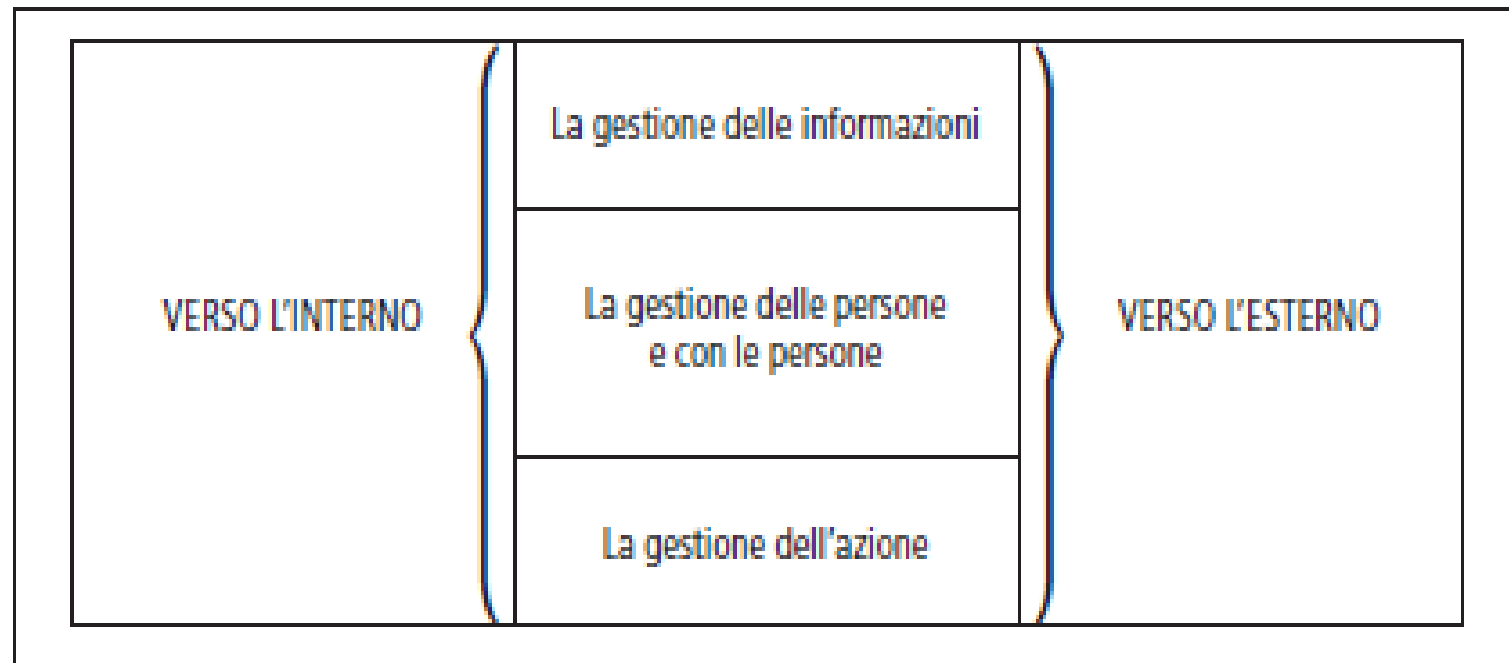 La gestione delle informazioni
VERSO L'INTERNO
La gestione delle persone
e con le persone
VERSO L'ESTERNO
La gestione dell'azione